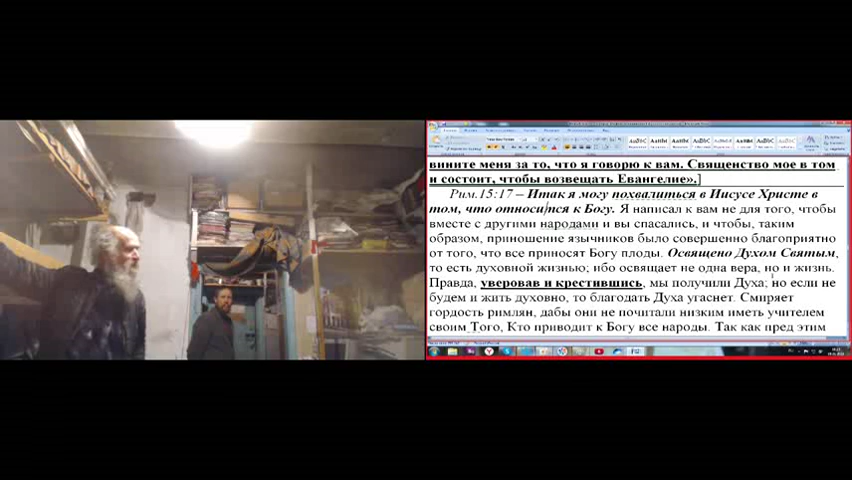 вините меня за то, что я говорю к вам. Священство мое в том
и состоит, чтобы возвещать Евангелие».]
Рим.15:17 – Итак я могу похвалиться в Иисусе Христе в
том, что относится к Богу. Я написал к вам не для того, чтобы
вместе с другими народами и вы спасались, и чтобы, таким
образом, приношение язычников было совершенно благоприятно
от того, что все приносят Богу плоды. Освящено Духом Святым,
то есть духовной жизнью; ибо освящает не одна вера, но и жизнь.
Правда, уверовав и крестившись, мы получили Духа; но если не
будем и жить духовно, то благодать Духа угаснет. Смиряет
гордость римлян, дабы они не почитали низким иметь учителем
своим Того, Кто приводит к Богу все народы. Так как пред этим